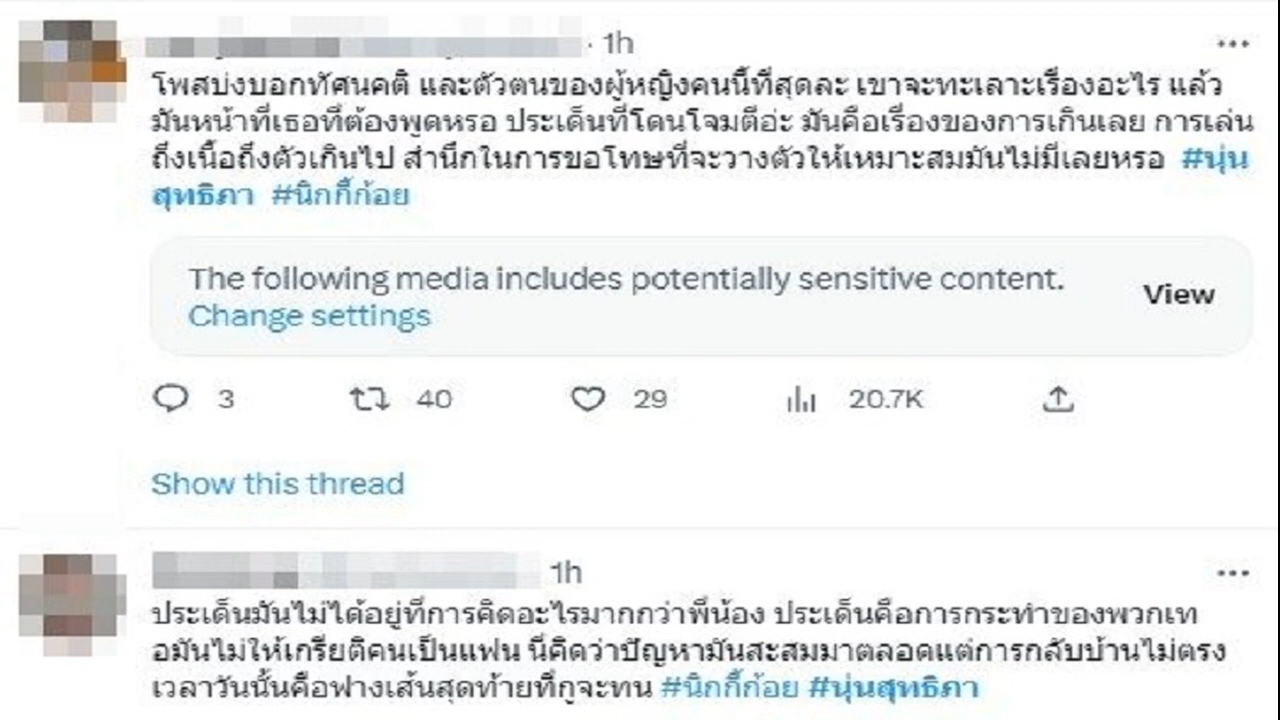 · 1h
โพสบ่งบอกทัศนคติ และตัวตนของผู้หญิงคนนี้ที่สุดละ เขาจะทะเลาะเรื่องอะไร แล้ว
มันหน้าที่เธอที่ต้องพูดหรอ ประเด็นที่โดนโจมตีอ่ะ มันคือเรื่องของการเกินเลย การเล่น
ถึงเนื้อถึงตัวเกินไป สำนึกในการขอโทษที่จะวางตัวให้เหมาะสมมันไม่มีเลยหรอ #นุ่น
สุทธิภา #นิกกี้ก้อย
The following media includes potentially sensitive content.
Change settings
View
3 40 29 20.7K
Show this thread
1h
ประเด็นมันไม่ได้อยู่ที่การคิดอะไรมากกว่าพี่น้อง ประเด็นคือการกระทำของพวกเท
อมันไม่ให้เกรียติคนเป็นแฟน นี่คิดว่าปัญหามันสะสมมาตลอดแต่การกลับบ้านไม่ตรง
เวลาวันนั้นคือฟางเส้นสุดท้ายที่กูจะทน #นิกกี้ก้อย #นุ่นสุทธิภา